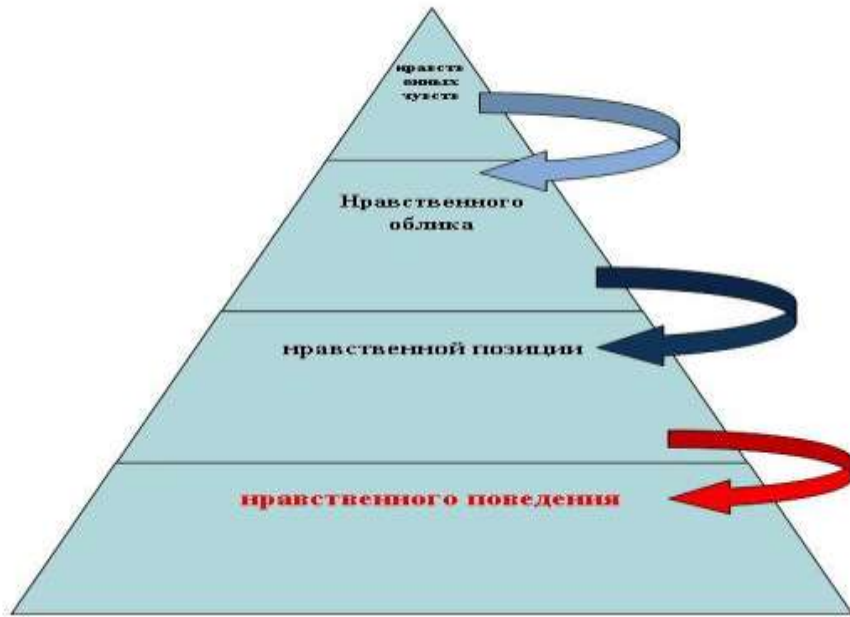 нравств
енных
чувств
Нравственного
облика
нравственной позиции
нравственного поведения